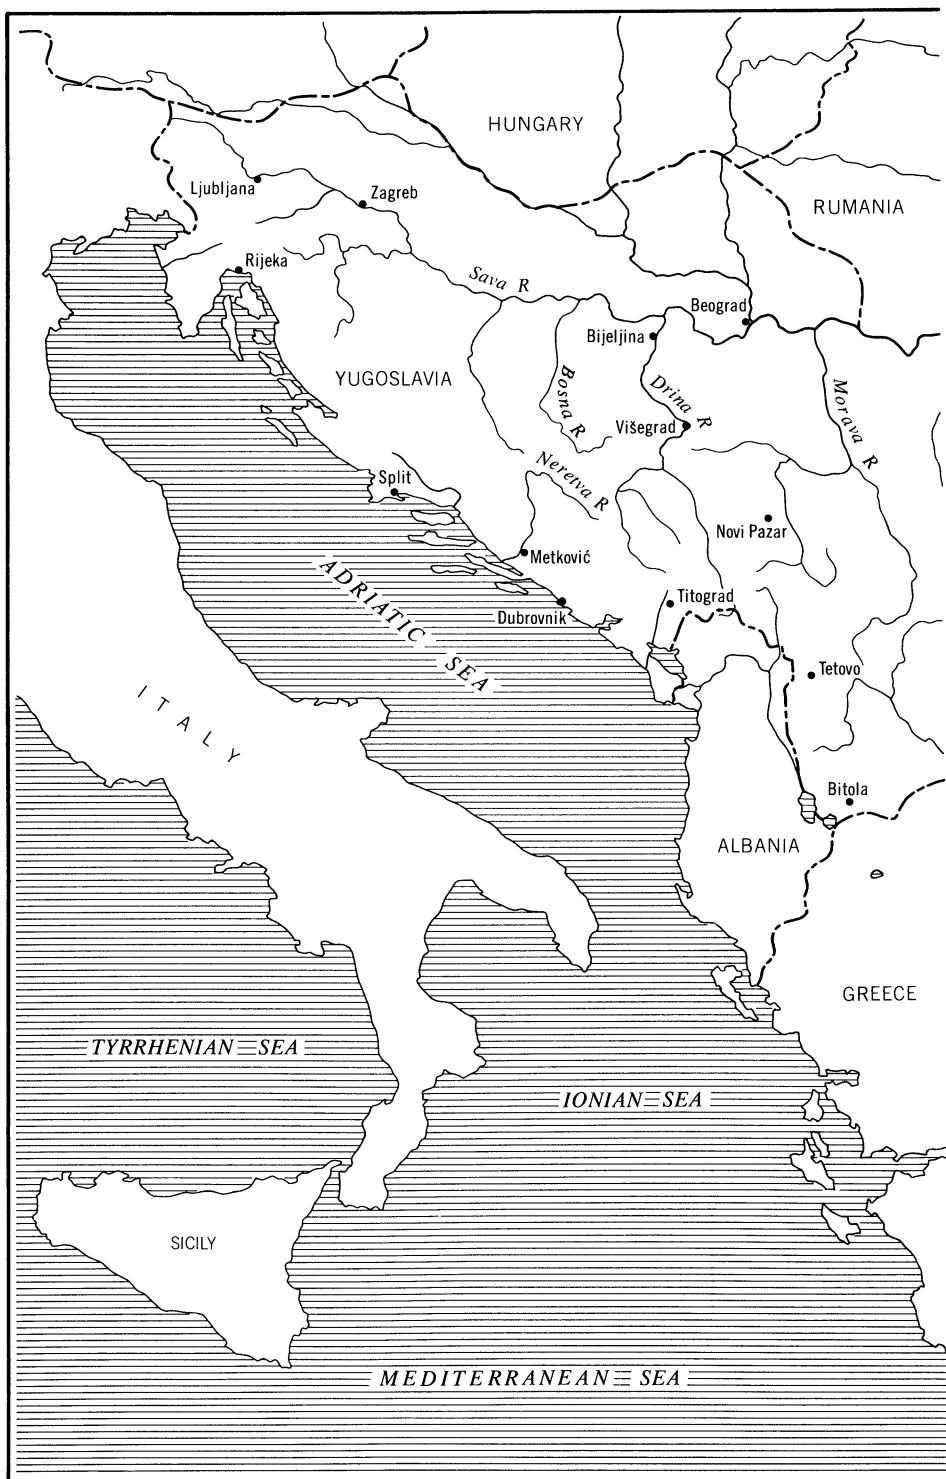 HUNGARY
Ljubljana
Zagreb
RUMANIA
Rijeka
Sava R
Beograd
Bijeljina
YUGOSLAVIA
Bosna R
Drina R
Morava R
Višegrad
Neretva R
Split
Novi Pazar
Metković
ADRIATIC SEA
Titograd
Dubrovnik
Tetovo
ITALY
Bitola
ALBANIA
GREECE
TYRRHENIAN SEA
IONIAN SEA
SICILY
MEDITERRANEAN SEA